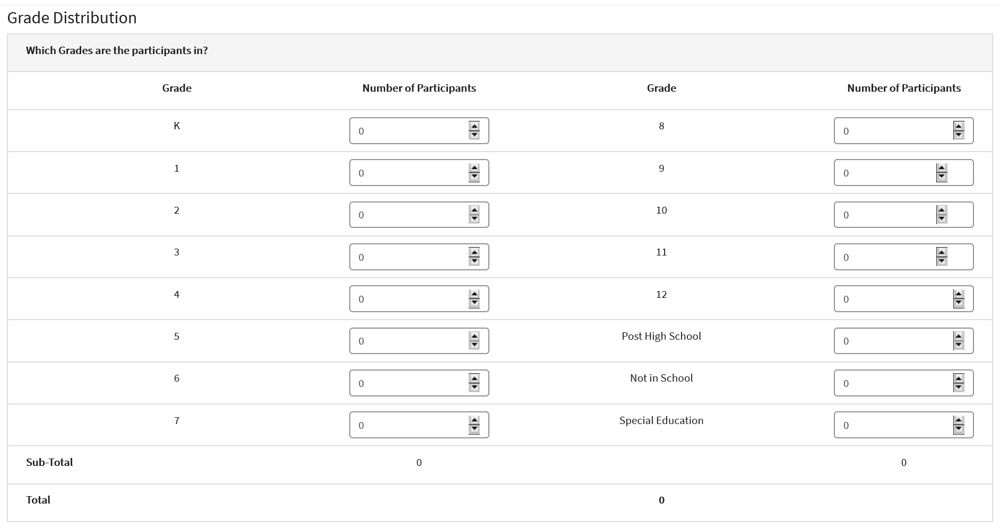 Grade Distribution
Which Grades are the participants in?
Grade Number of Participants Grade Number of Participants
K 0 8 0
1 0 9 0
2 0 10 0
3 0 11 0
4 0 12 0
5 0 Post High School 0
6 0 Not in School 0
7 0 Special Education 0
Sub-Total 0 0
Total 0